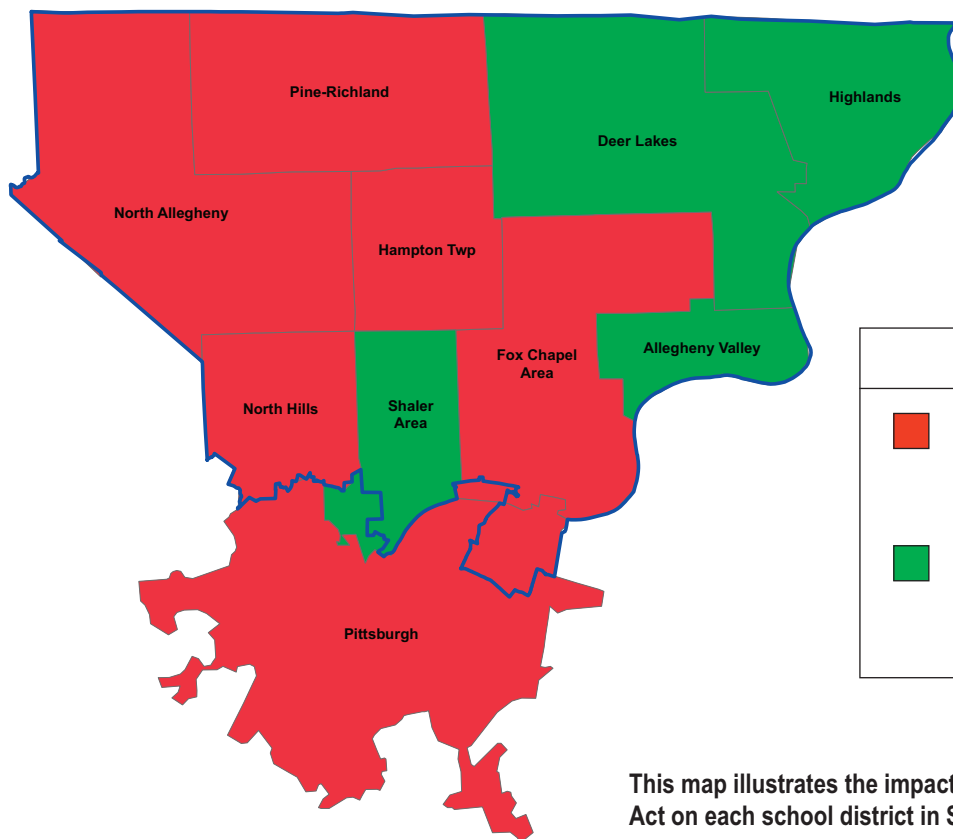 Pine-Richland
Highlands
Deer Lakes
North Allegheny
Hampton Twp
Allegheny Valley
Fox Chapel
Area
North Hills
Shaler
Area
Pittsburgh
This map illustrates the impact
Act on each school district in S